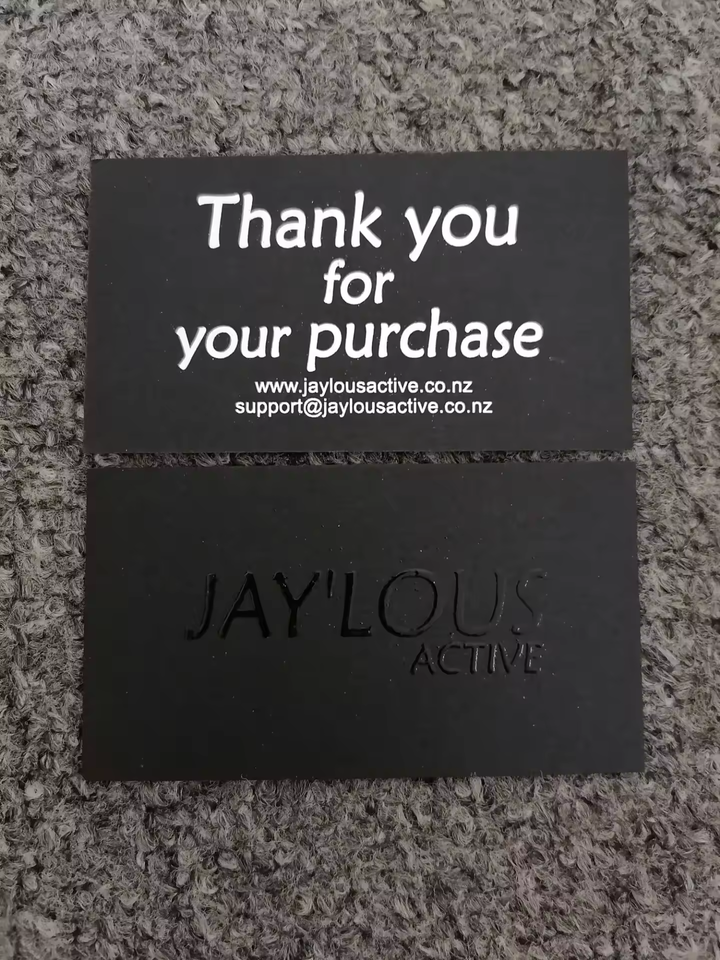 Thank you
for
your purchase
www.jaylousactive.co.nz
support@jaylousactive.co.nz
JAY'LOUS
ACTIVE